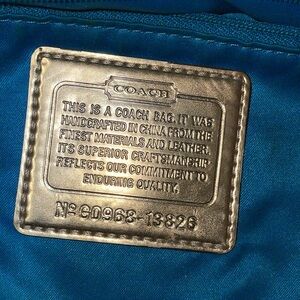 COACH
THIS IS A COACH BAG. IT WAS
HANDCRAFTED IN CHINA FROM THE
FINEST MATERIALS AND LEATHER.
ITS SUPERIOR CRAFTSMANSHIP
REFLECTS OUR COMMITMENT TO
ENDURING QUALITY.
Nº G0968-13826